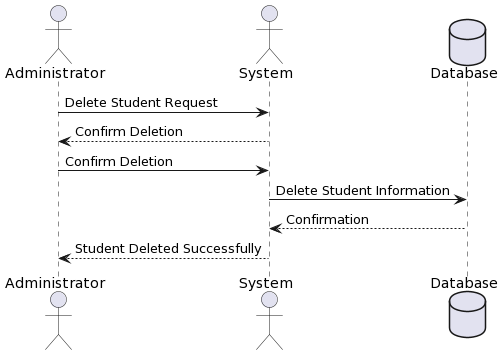 Administrator
System
Database
Delete Student Request
Confirm Deletion
Confirm Deletion
Delete Student Information
Confirmation
Student Deleted Successfully
Administrator
System
Database